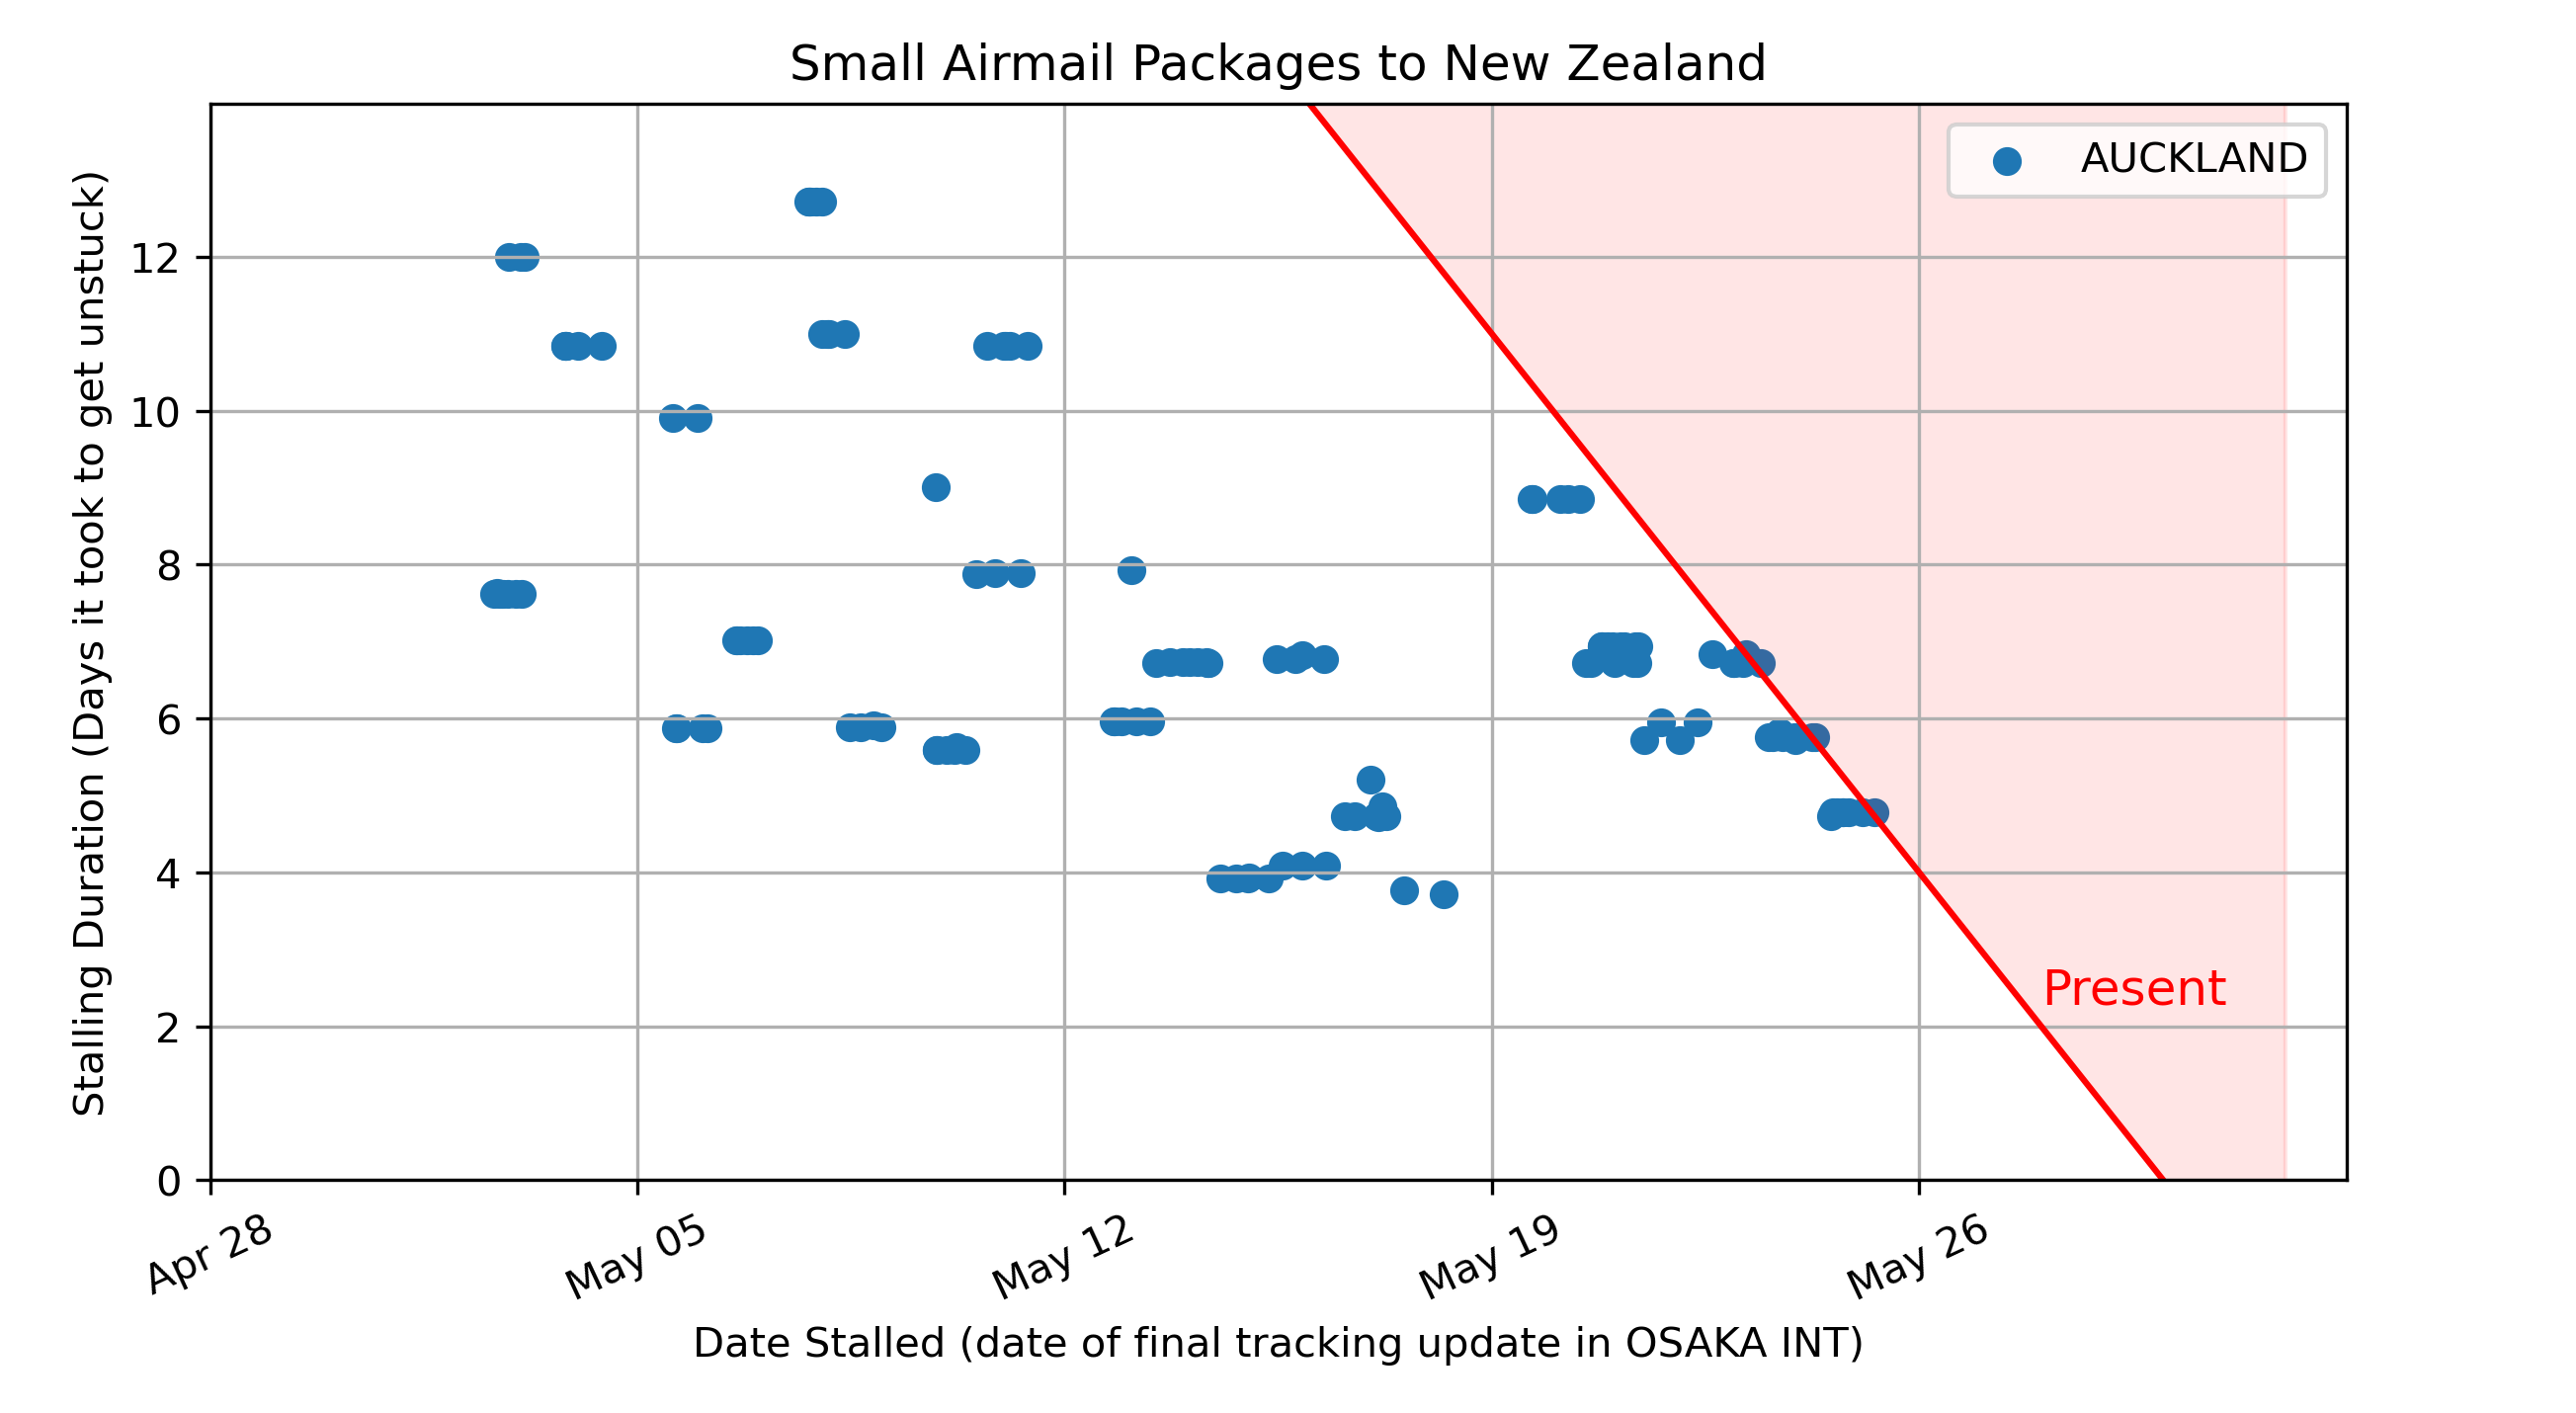 Small Airmail Packages to New Zealand
AUCKLAND
Stalling Duration (Days it took to get unstuck)
12
10
8
6
4
2
0
Present
Apr 28
May 05
May 12
May 19
May 26
Date Stalled (date of final tracking update in OSAKA INT)